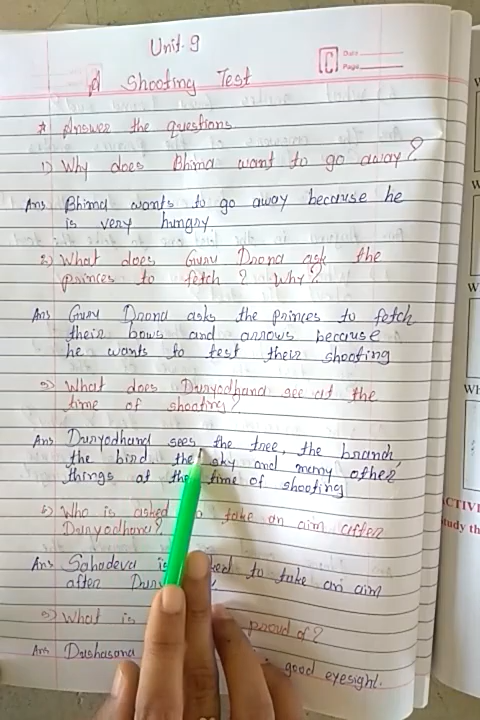 Unit. 9
A Shooting Test
Date
Page
* Answer the questions
1) Why does Bhima want to go away?
Ans Bhima wants to go away because he
is very hungry
2) What does Guru Drona ask the
princes to fetch? Why?
Ans Guru Drona asks the princes to fetch
their bows and arrows because
he wants to test their shooting
3) What does Duryodhana see at the
time of shooting?
Ans Duryodhana sees the tree, the branch,
the bird the sky and many other
things at the time of shooting
Who is asked to take an aim after
Duryodhana?
Ans Sahadeva is asked to take an aim
after
5) What is proud of?
Ans Dushasana good eyesight.